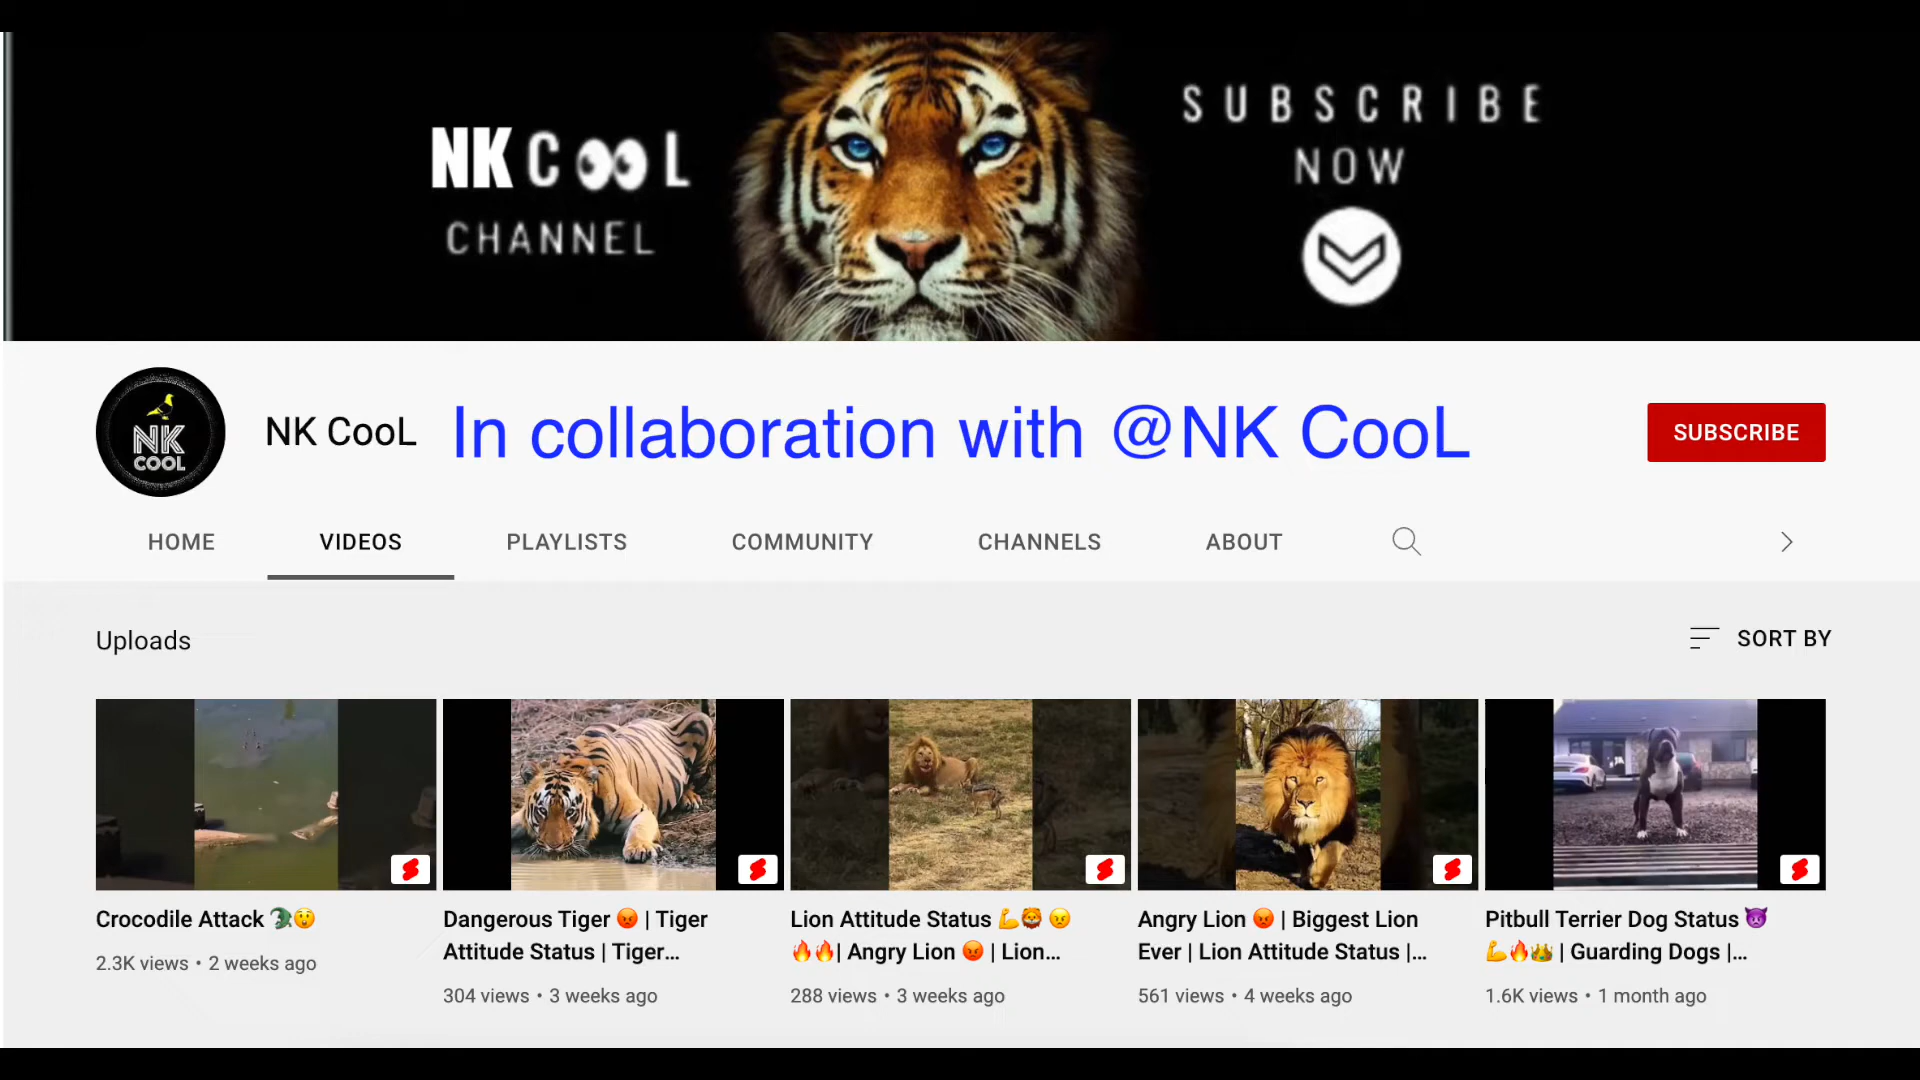 NK COOL
CHANNEL
SUBSCRIBE
NOW
NK
COOL
NK CooL
In collaboration with @NK CooL
SUBSCRIBE
HOME
VIDEOS
PLAYLISTS
COMMUNITY
CHANNELS
ABOUT
Uploads
SORT BY
Crocodile Attack 🐊😲
2.3K views • 2 weeks ago
Dangerous Tiger 😡 | Tiger
Attitude Status | Tiger...
304 views • 3 weeks ago
Lion Attitude Status 💪🦁😠
🔥🔥| Angry Lion 😡 | Lion...
288 views • 3 weeks ago
Angry Lion 😡 | Biggest Lion
Ever | Lion Attitude Status |...
561 views • 4 weeks ago
Pitbull Terrier Dog Status 😈
💪🔥👑 | Guarding Dogs |...
1.6K views • 1 month ago